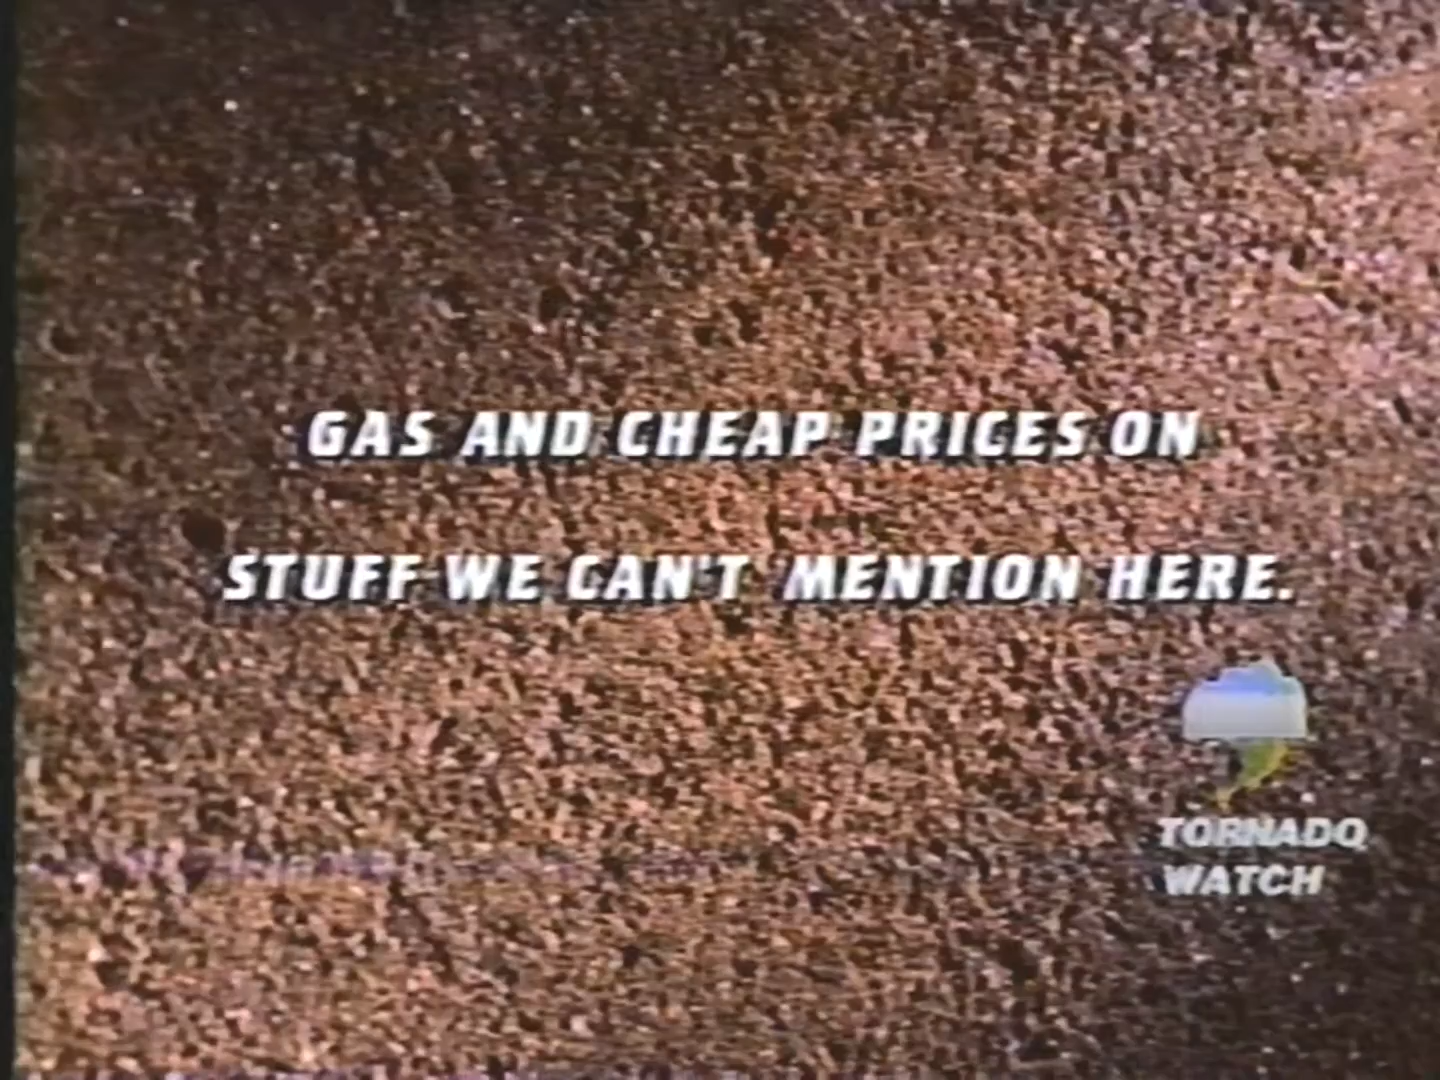 GAS AND CHEAP PRICES ON
STUFF WE CAN'T MENTION HERE.
TORNADO
WATCH